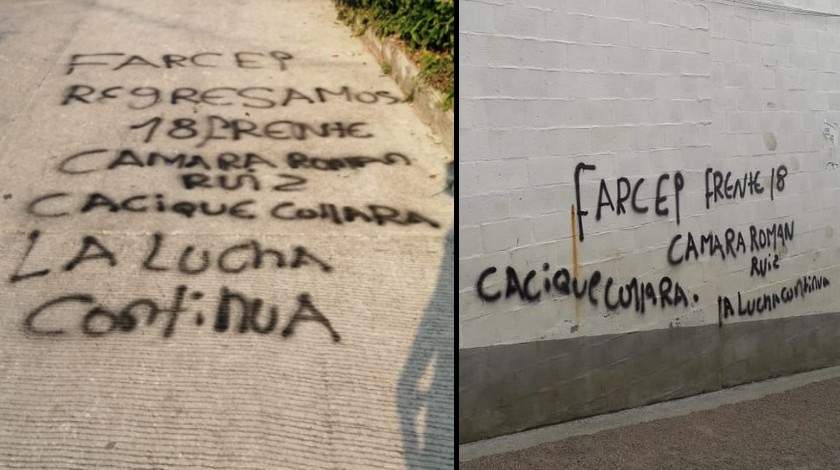 FARCEP
REGRESAMOS
18 FRENTE
CAMARA ROMAN
RUIZ
CACIQUE COLLARA
LA LUCHA
CONTINUA
FARCEP FRENTE 18
CAMARA ROMAN
RUIZ
CACIQUE COLLARA.
LA LUCHA CONTINUA